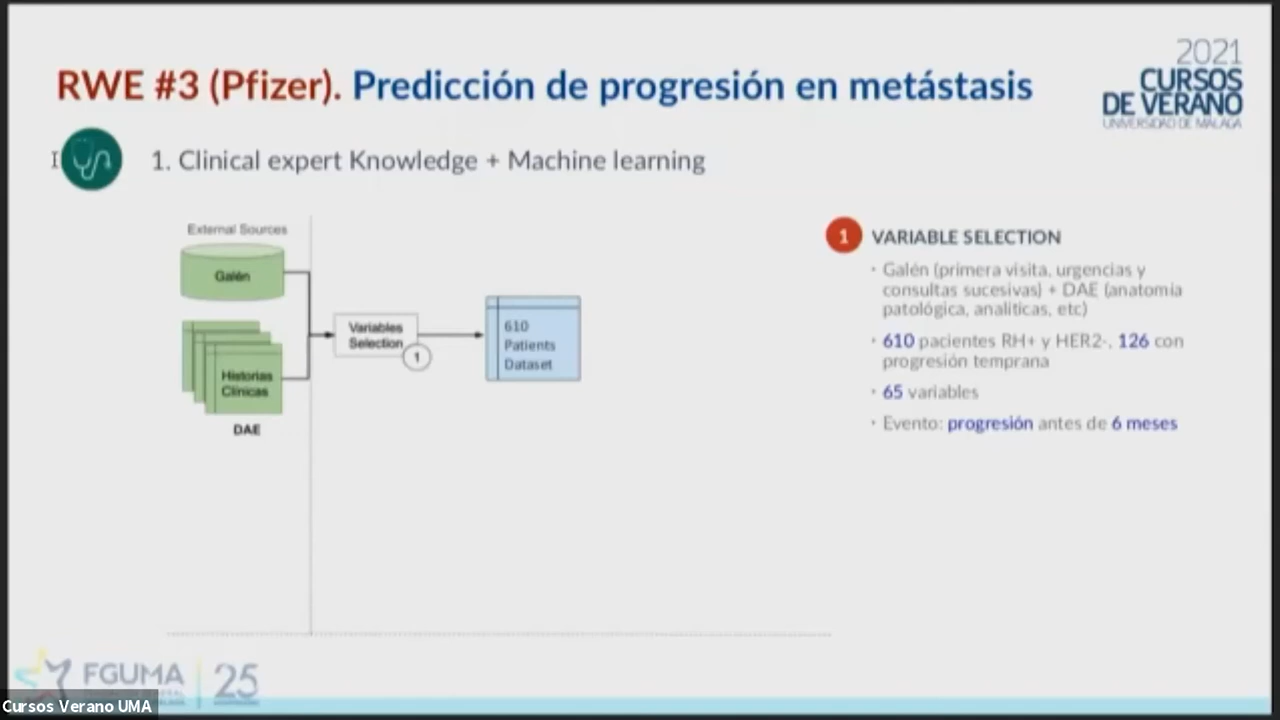 RWE #3 (Pfizer). Predicción de progresión en metástasis
2021
CURSOS
DE VERANO
UNIVERSIDAD DE MÁLAGA
1. Clinical expert Knowledge + Machine learning
External Sources
Galén
Historias
Clínicas
DAE
Variables
Selection
1
610
Patients
Dataset
1 VARIABLE SELECTION
· Galén (primera visita, urgencias y
consultas sucesivas) + DAE (anatomía
patológica, analíticas, etc)
· 610 pacientes RH+ y HER2-, 126 con
progresión temprana
· 65 variables
· Evento: progresión antes de 6 meses
FGUMA
25
Cursos Verano UMA